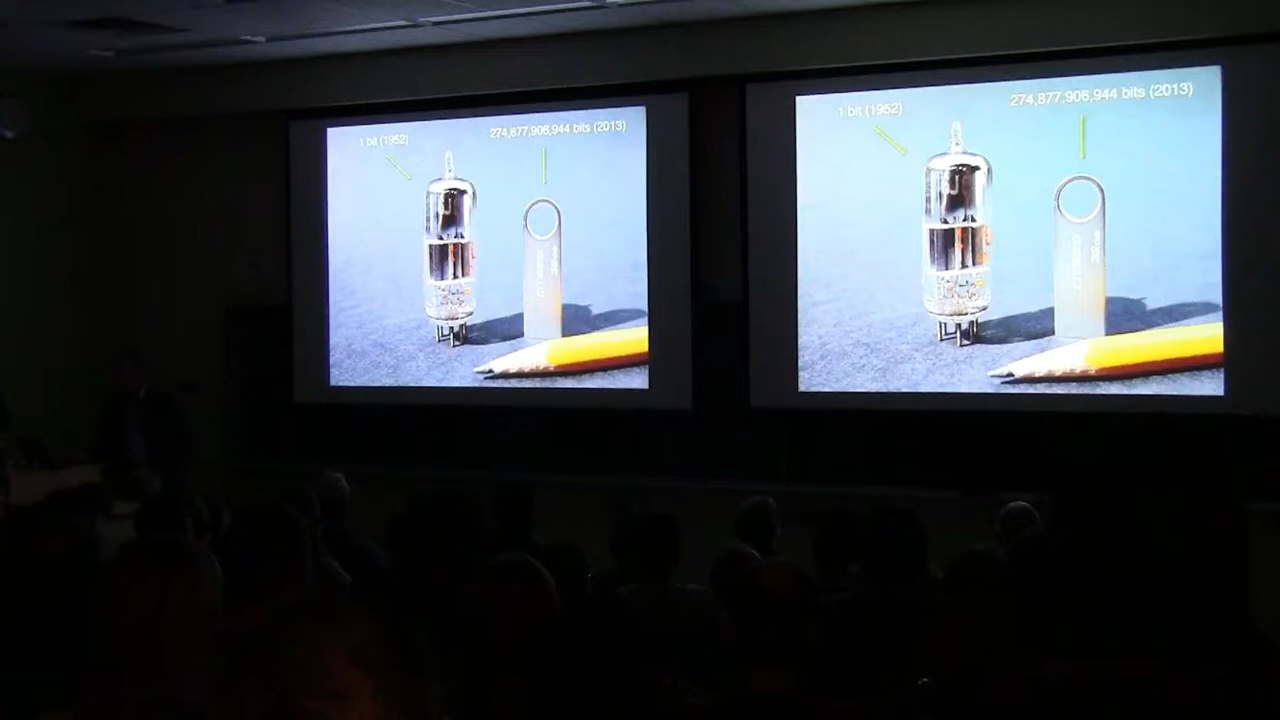 1 bit (1952)
274,877,906,944 bits (2013)
1 bit (1952)
274,877,906,944 bits (2013)